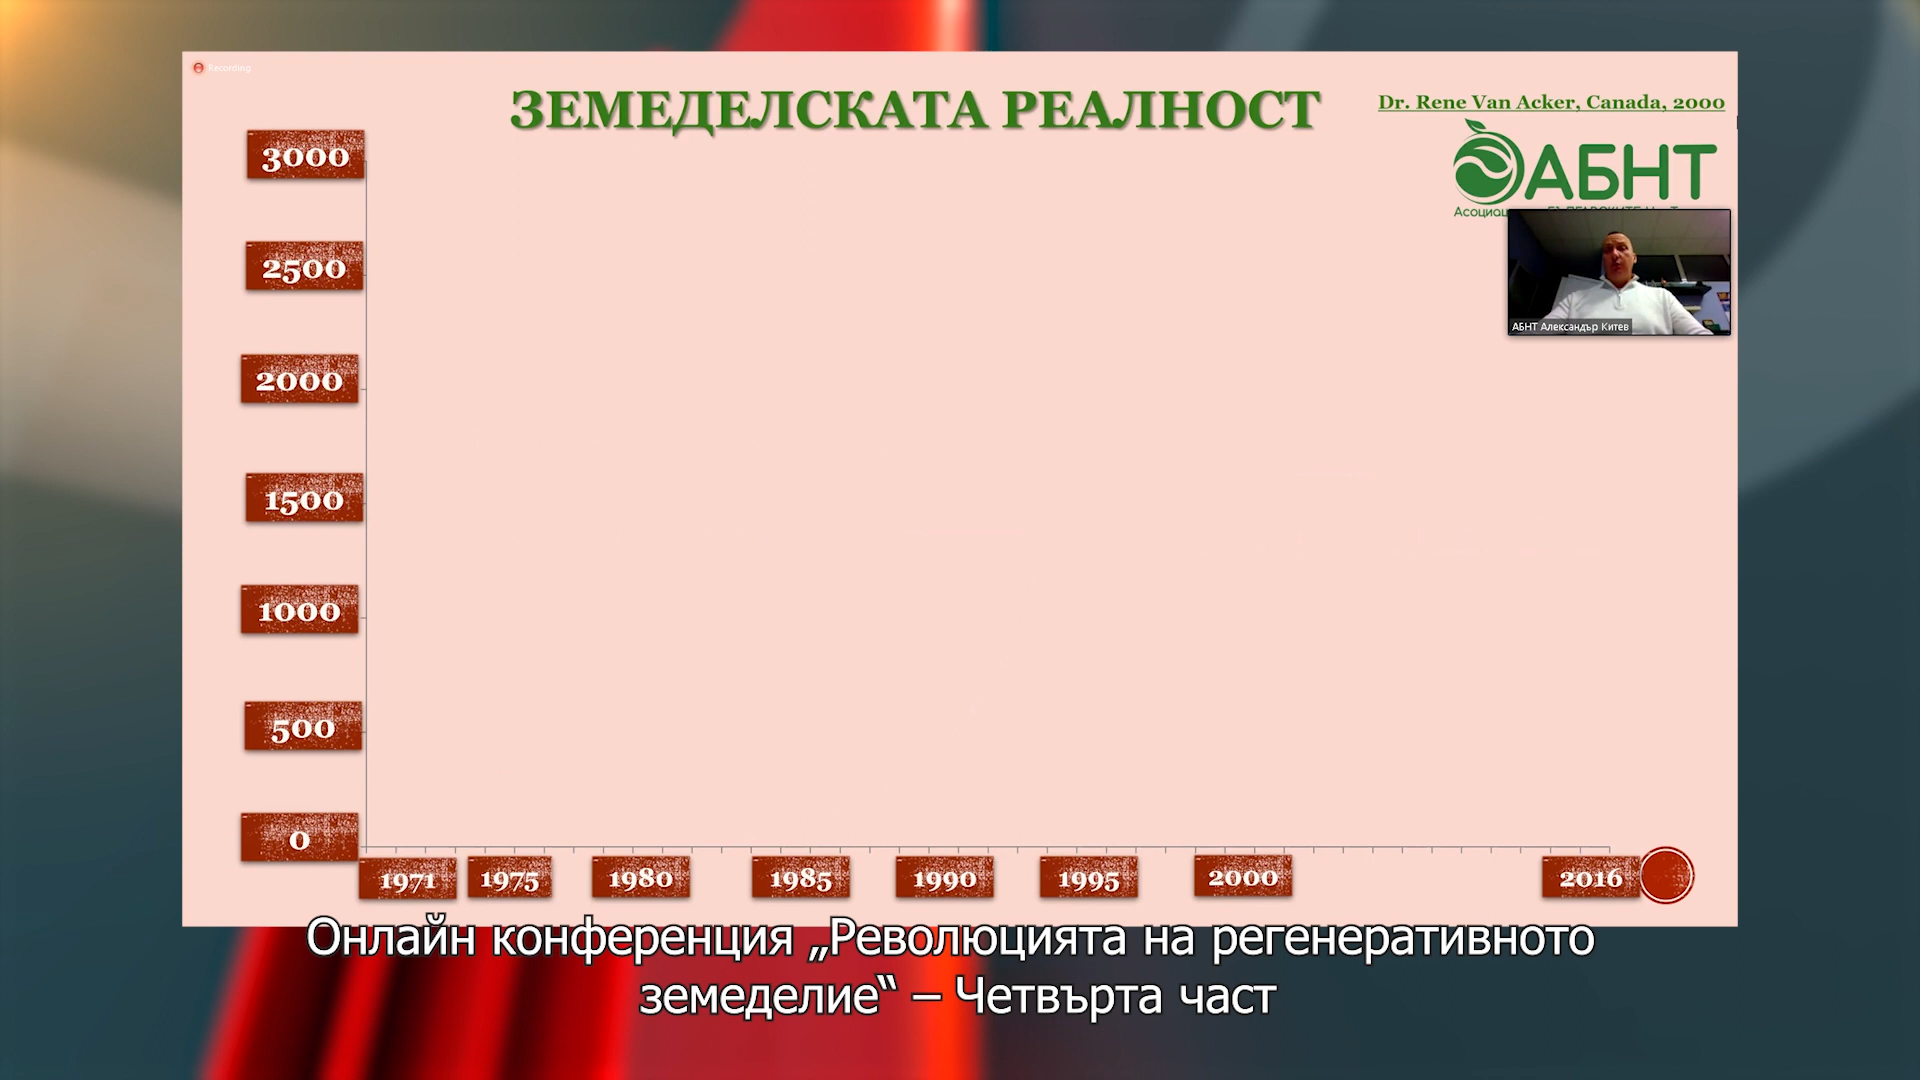 Recording
ЗЕМЕДЕЛСКАТА РЕАЛНОСТ
Dr. Rene Van Acker, Canada, 2000
АБНТ
АБНТ Александър Китев
3000
2500
2000
1500
1000
500
0
1971 1975 1980 1985 1990 1995 2000 2016
Онлайн конференция „Революцията на регенеративното
земеделие“ – Четвърта част